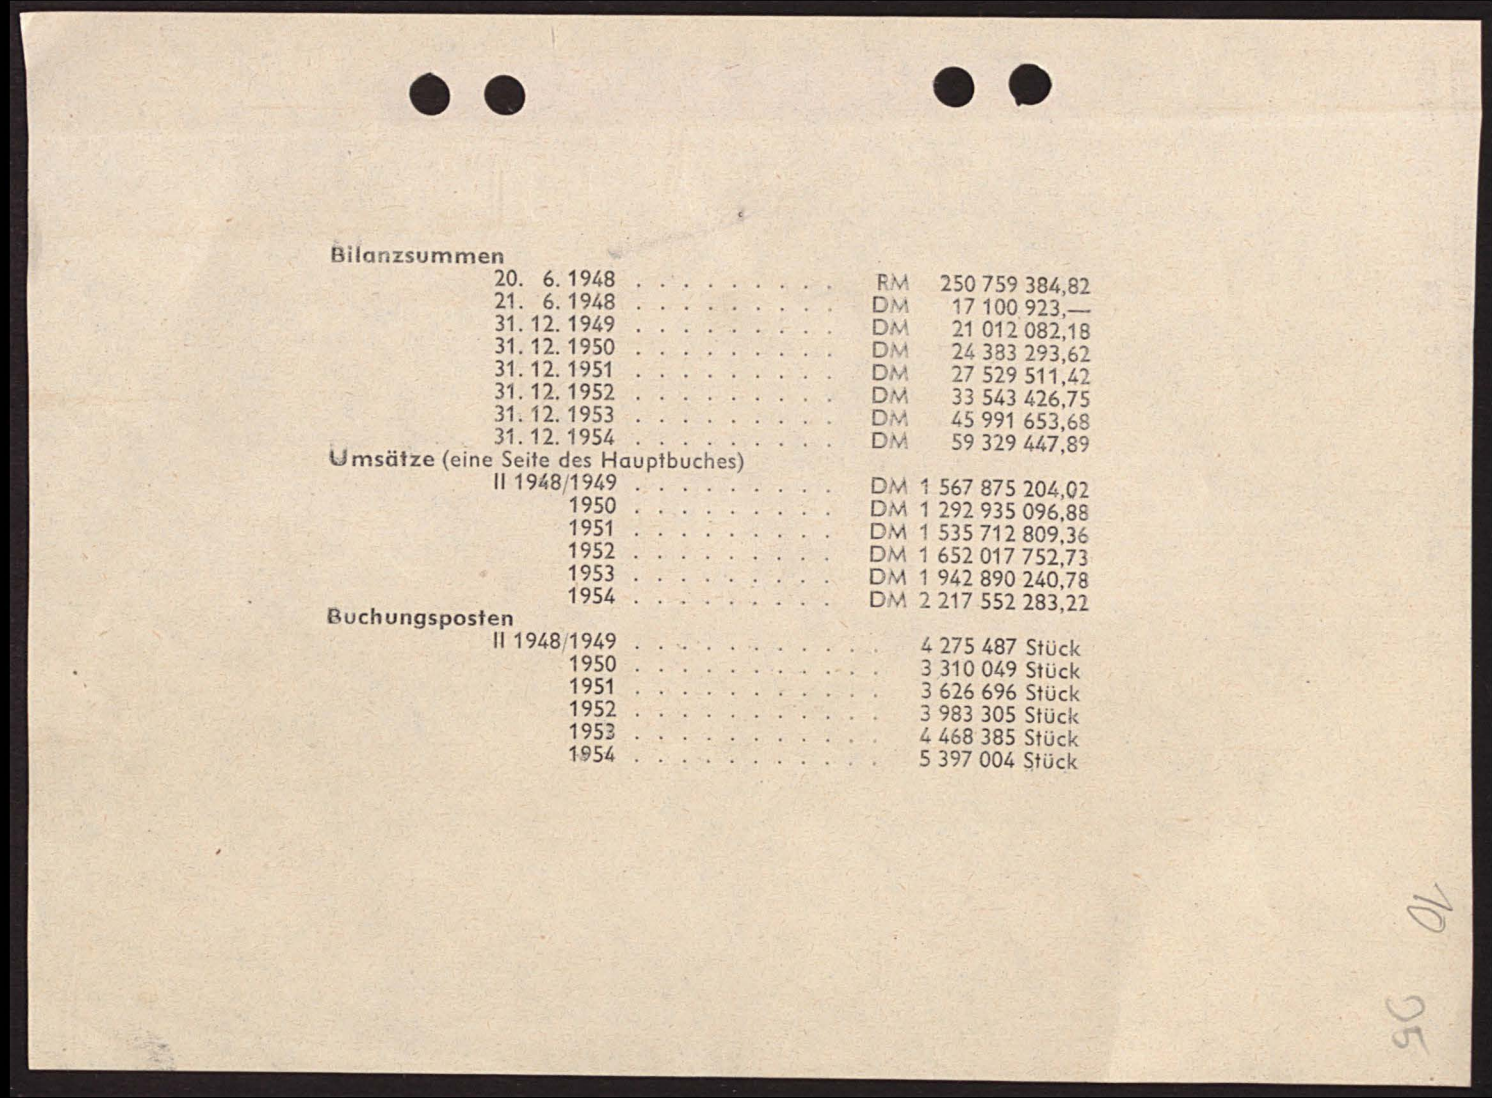 Bilanzsummen
20. 6. 1948 . . . . . . . . . RM 250 759 384,82
21. 6. 1948 . . . . . . . . . DM 17 100 923,—
31. 12. 1949 . . . . . . . . . DM 21 012 082,18
31. 12. 1950 . . . . . . . . . DM 24 383 293,62
31. 12. 1951 . . . . . . . . . DM 27 529 511,42
31. 12. 1952 . . . . . . . . . DM 33 543 426,75
31. 12. 1953 . . . . . . . . . DM 45 991 653,68
31. 12. 1954 . . . . . . . . . DM 59 329 447,89
Umsätze (eine Seite des Hauptbuches)
II 1948/1949 . . . . . . . . . DM 1 567 875 204,02
1950 . . . . . . . . . DM 1 292 935 096,88
1951 . . . . . . . . . DM 1 535 712 809,36
1952 . . . . . . . . . DM 1 652 017 752,73
1953 . . . . . . . . . DM 1 942 890 240,78
1954 . . . . . . . . . DM 2 217 552 283,22
Buchungsposten
II 1948/1949 . . . . . . . . . . . 4 275 487 Stück
1950 . . . . . . . . . . . 3 310 049 Stück
1951 . . . . . . . . . . . 3 626 696 Stück
1952 . . . . . . . . . . . 3 983 305 Stück
1953 . . . . . . . . . . . 4 468 385 Stück
1954 . . . . . . . . . . . 5 397 004 Stück
10